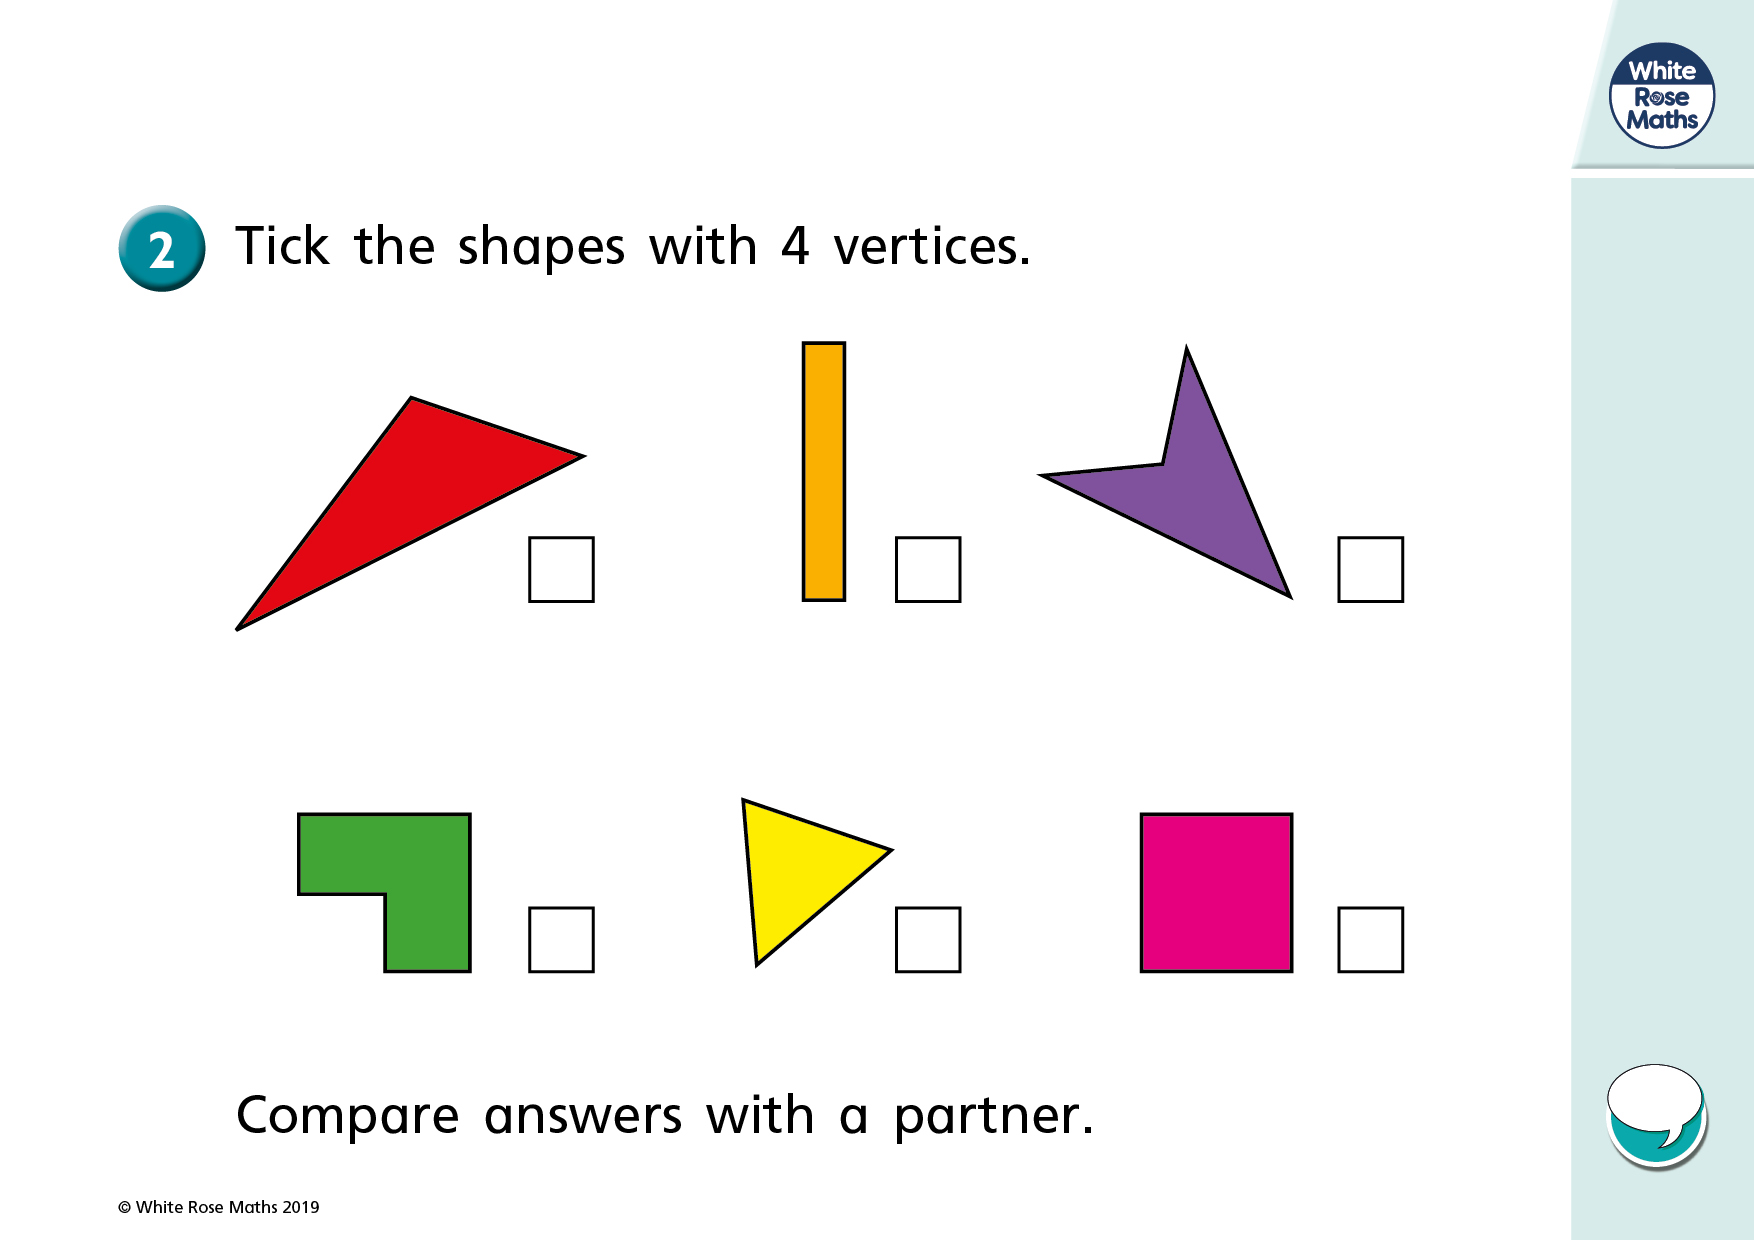 White
Rose
Maths
2 Tick the shapes with 4 vertices.
Compare answers with a partner.
© White Rose Maths 2019